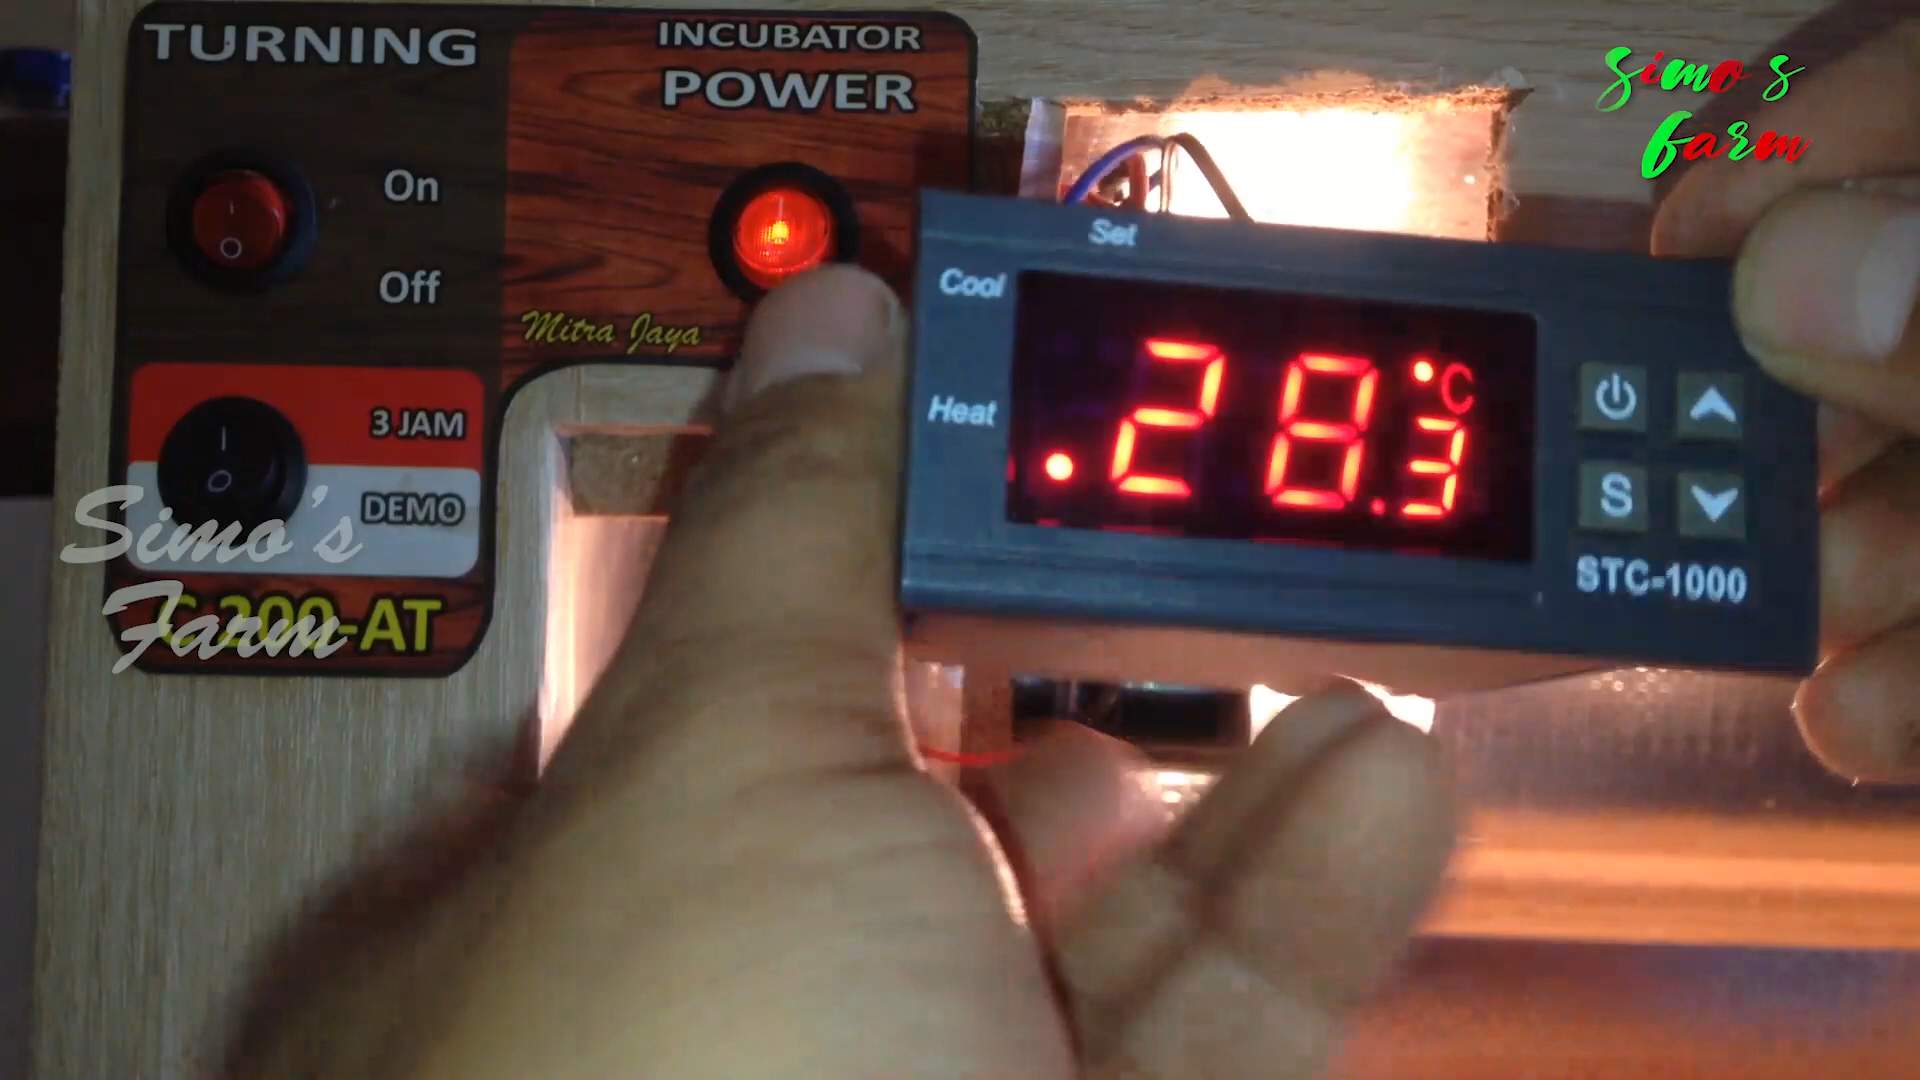 TURNING
On
Off
INCUBATOR
POWER
Mitra Jaya
3 JAM
DEMO
C 200-AT
Simo's
Farm
Simo's
Farm
Set
Cool
Heat
.28.3
°C
S
STC-1000